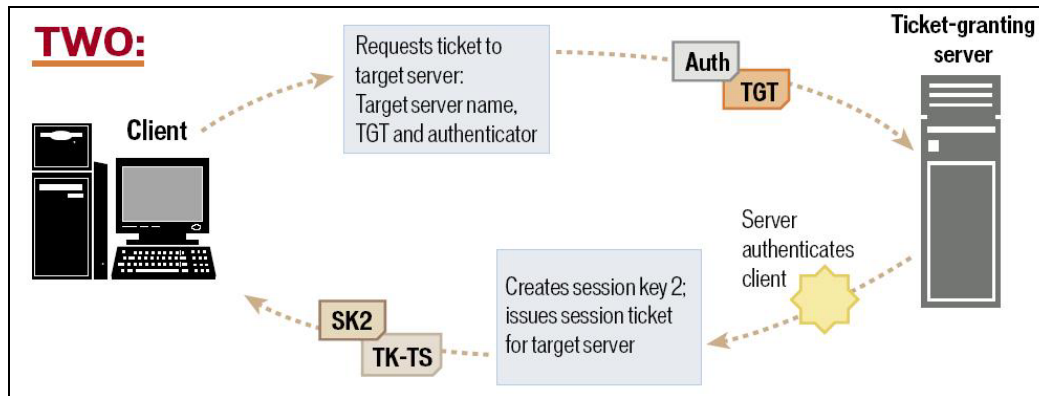 TWO:
Client
Requests ticket to
target server:
Target server name,
TGT and authenticator
Auth
TGT
Ticket-granting
server
Server
authenticates
client
Creates session key 2;
issues session ticket
for target server
SK2
TK-TS